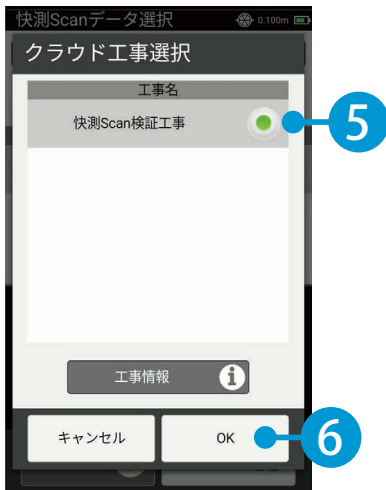 快測Scanデータ選択 0.100m
クラウド工事選択
工事名
快測Scan検証工事
5
工事情報 i
キャンセル OK
6